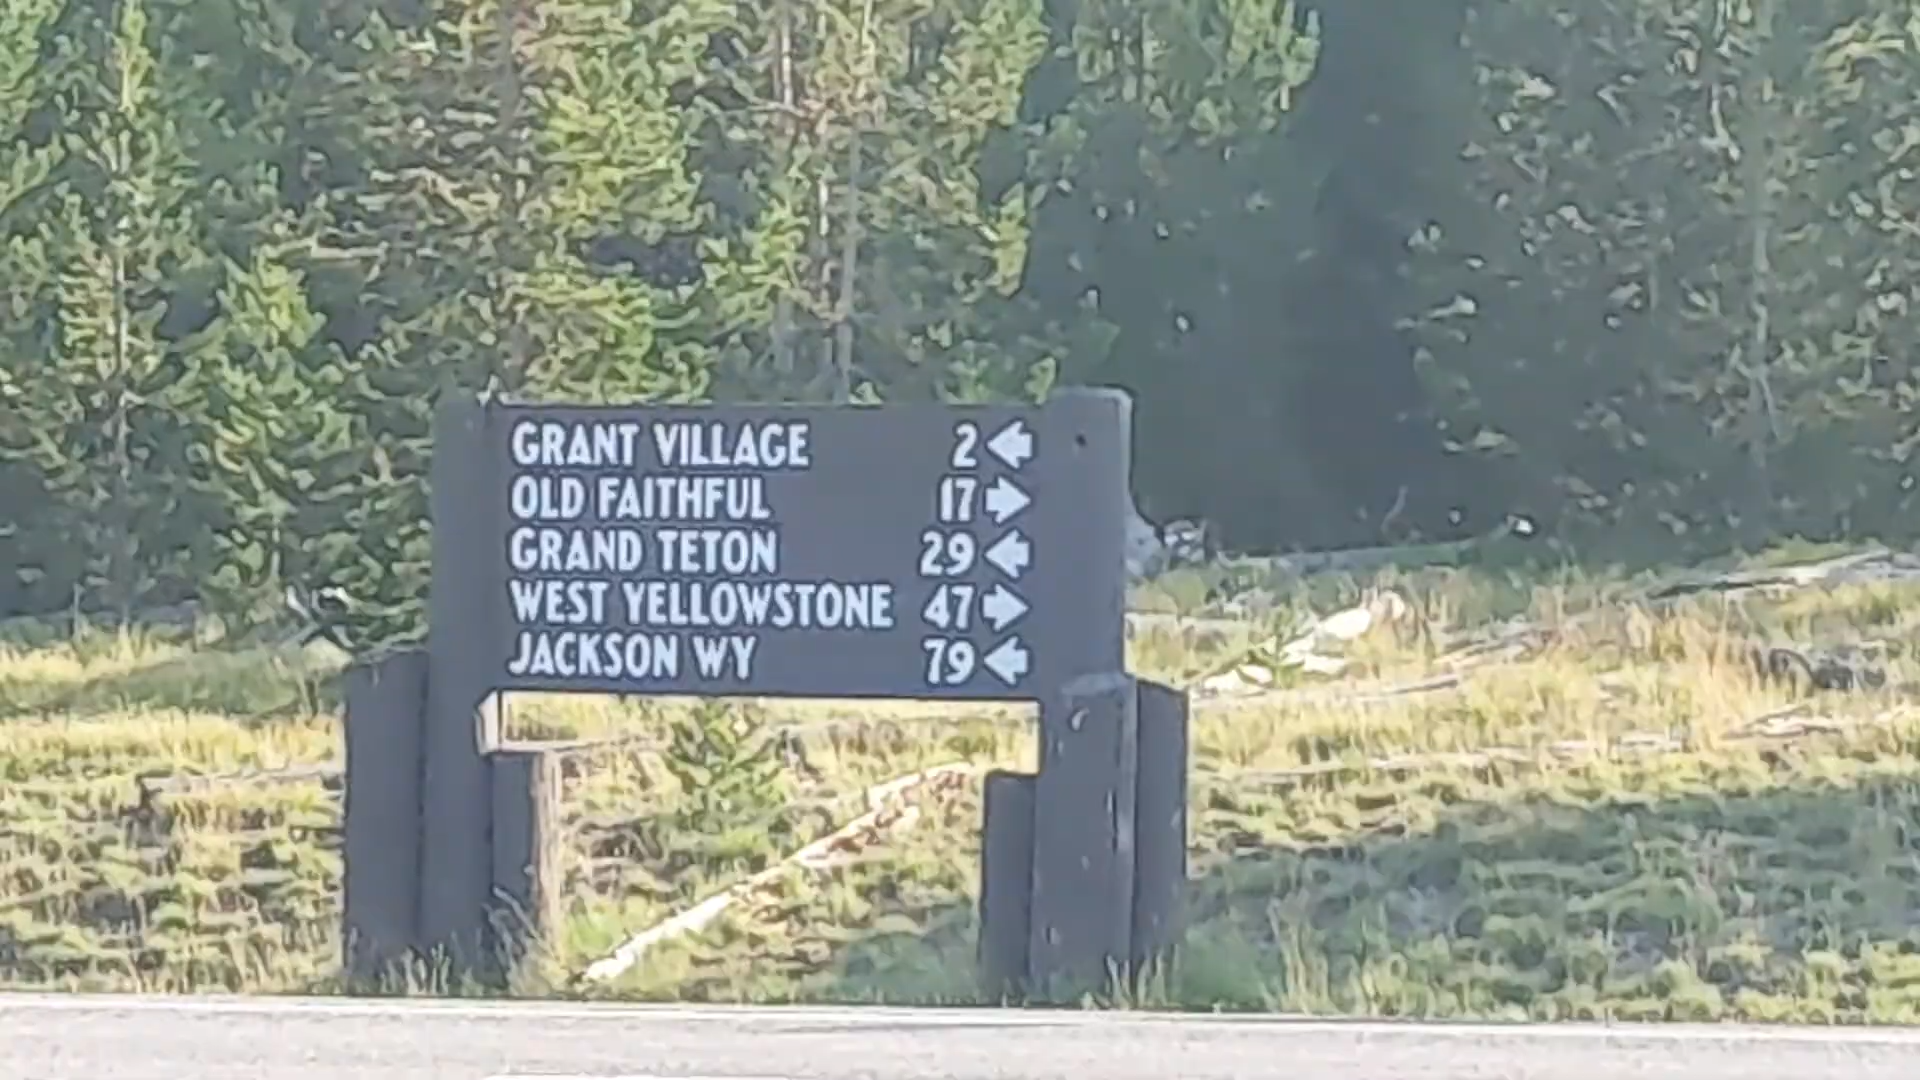 GRANT VILLAGE 2
OLD FAITHFUL 17
GRAND TETON 29
WEST YELLOWSTONE 47
JACKSON WY 79